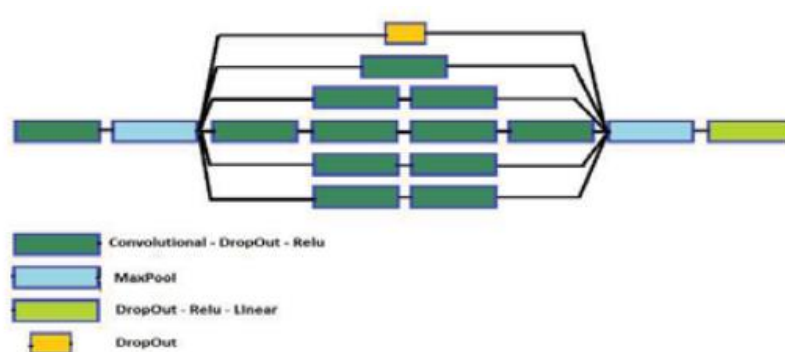 Convolutional - DropOut - Relu
MaxPool
DropOut - Relu - Linear
DropOut